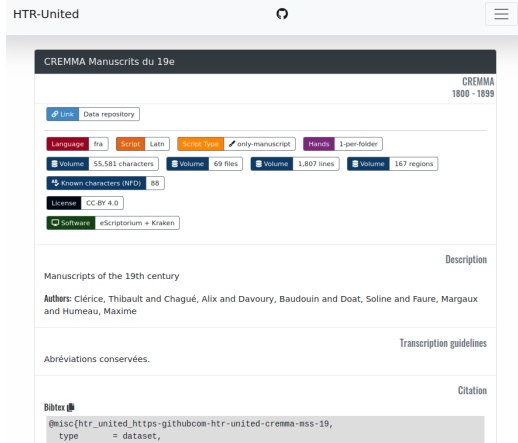 HTR-United
CREMMA Manuscrits du 19e
CREMMA
1800 - 1899
Link Data repository
Language fra Script Latn Script Type only-manuscript Hands 1-per-folder
Volume 55,581 characters Volume 69 files Volume 1,807 lines Volume 167 regions
Known characters (NFD) 88
License CC-BY 4.0
Software eScriptorium + Kraken
Description
Manuscripts of the 19th century
Authors: Clérice, Thibault and Chagué, Alix and Davoury, Baudouin and Doat, Soline and Faure, Margaux
and Humeau, Maxime
Transcription guidelines
Abréviations conservées.
Citation
Bibtex
@misc{htr_united_https-githubcom-htr-united-cremma-mss-19,
type = dataset,